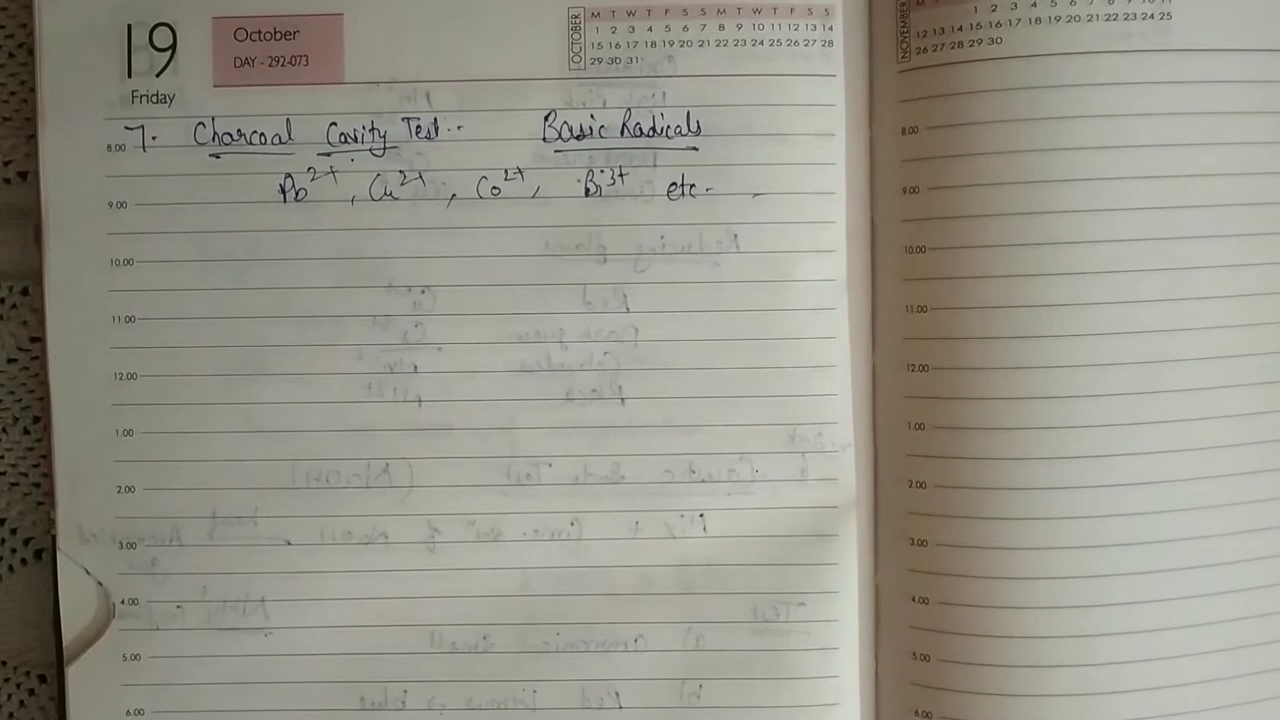 19
Friday
October
DAY - 292-073
OCTOBER
M T W T F S S M T W T F S S
1 2 3 4 5 6 7 8 9 10 11 12 13 14
15 16 17 18 19 20 21 22 23 24 25 26 27 28
29 30 31
7. Charcoal Cavity Test.. Basic Radicals
Pb2+, Cu2+, Co2+, Bi3+ etc-
8.00
9.00
10.00
11.00
12.00
1.00
2.00
3.00
4.00
5.00
6.00
NOVEMBER
12 13 14 15 16 17 18 19 20 21 22 23 24 25
26 27 28 29 30
8.00
9.00
10.00
11.00
12.00
1.00
2.00
3.00
4.00
5.00
6.00